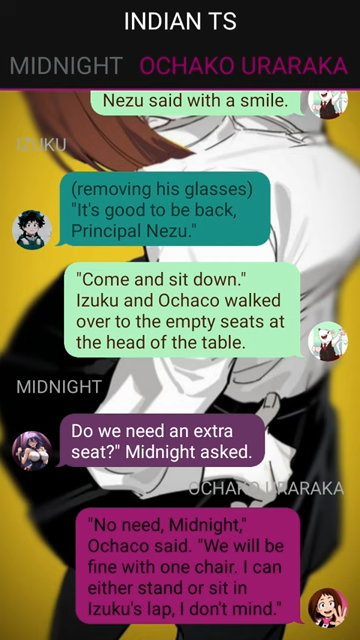 INDIAN TS
MIDNIGHT OCHAKO URARAKA
Nezu said with a smile.
IZUKU
(removing his glasses)
"It's good to be back,
Principal Nezu."
"Come and sit down."
Izuku and Ochaco walked
over to the empty seats at
the head of the table.
MIDNIGHT
Do we need an extra
seat?" Midnight asked.
OCHAKO URARAKA
"No need, Midnight,"
Ochaco said. "We will be
fine with one chair. I can
either stand or sit in
Izuku's lap, I don't mind."